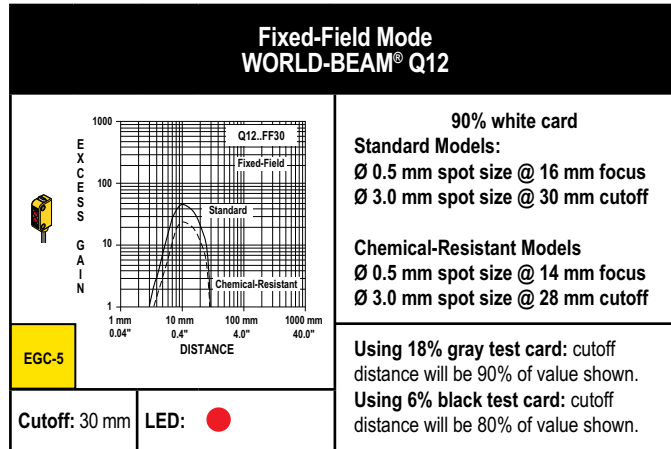 Fixed-Field Mode
WORLD-BEAM® Q12
EXCESS GAIN
1000
100
10
1
Q12..FF30
Fixed-Field
Standard
Chemical-Resistant
1 mm 10 mm 100 mm 1000 mm
0.04" 0.4" 4.0" 40.0"
DISTANCE
EGC-5
Cutoff: 30 mm
LED:
90% white card
Standard Models:
Ø 0.5 mm spot size @ 16 mm focus
Ø 3.0 mm spot size @ 30 mm cutoff
Chemical-Resistant Models
Ø 0.5 mm spot size @ 14 mm focus
Ø 3.0 mm spot size @ 28 mm cutoff
Using 18% gray test card: cutoff
distance will be 90% of value shown.
Using 6% black test card: cutoff
distance will be 80% of value shown.